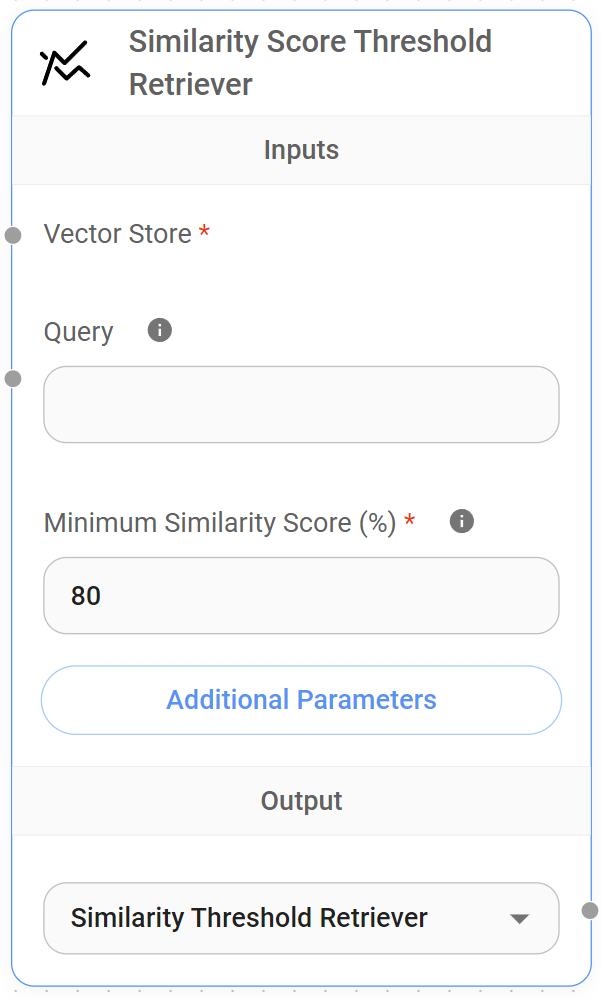 Similarity Score Threshold
Retriever
Inputs
Vector Store *
Query
Minimum Similarity Score (%) *
80
Additional Parameters
Output
Similarity Threshold Retriever